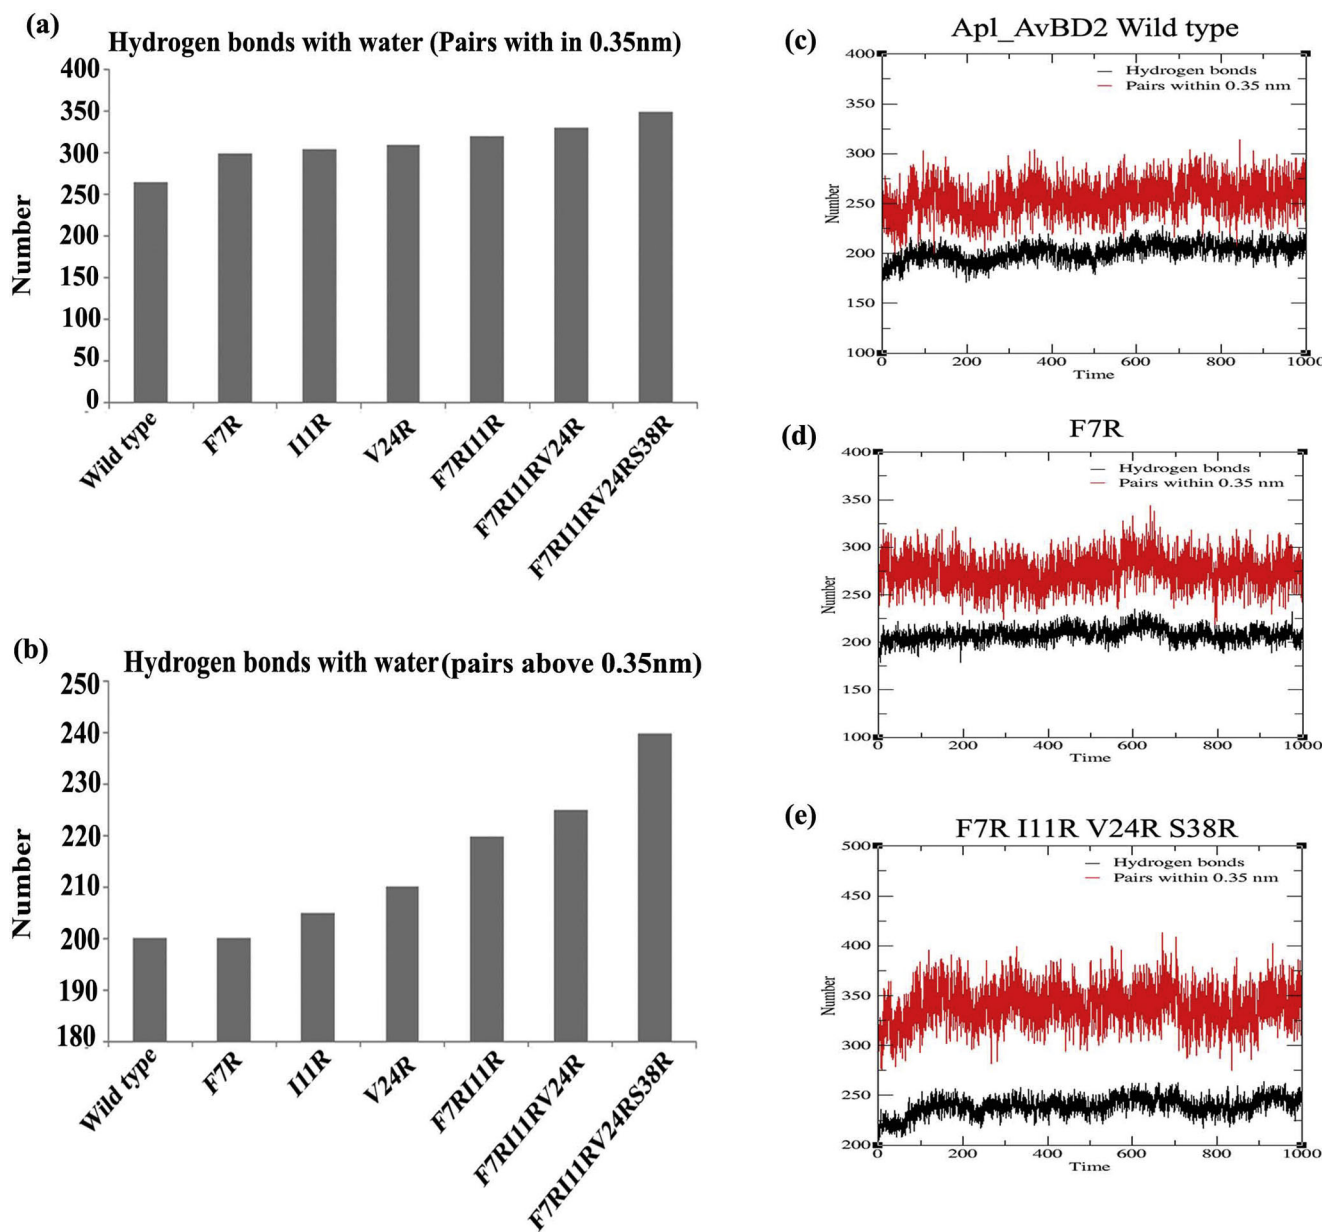 (a)
Hydrogen bonds with water (Pairs with in 0.35nm)
400
350
300
250
200
150
100
50
0
Number
Wild type
F7R
I11R
V24R
F7RI11R
F7RI11RV24R
F7RI11RV24RS38R
(b)
Hydrogen bonds with water (pairs above 0.35nm)
250
240
230
220
210
200
190
180
Number
Wild type
F7R
I11R
V24R
F7RI11R
F7RI11RV24R
F7RI11RV24RS38R
(c)
Apl_AvBD2 Wild type
Hydrogen bonds
Pairs within 0.35 nm
400
350
300
250
200
150
100
Number
0 200 400 600 800 1000
Time
(d)
F7R
Hydrogen bonds
Pairs within 0.35 nm
400
350
300
250
200
150
100
Number
0 200 400 600 800 1000
Time
(e)
F7R I11R V24R S38R
Hydrogen bonds
Pairs within 0.35 nm
500
450
400
350
300
250
200
Number
0 200 400 600 800 1000
Time